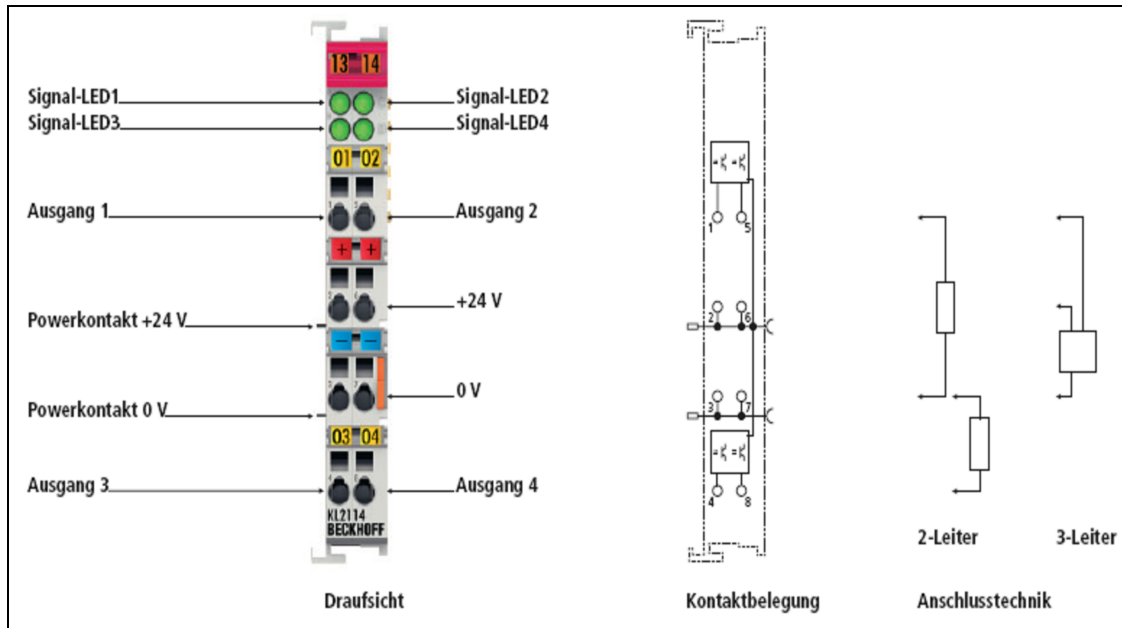 13 14
Signal-LED1
Signal-LED2
Signal-LED3
Signal-LED4
01 02
Ausgang 1
Ausgang 2
1 5
+ +
+24 V
Powerkontakt +24 V
2 6
− −
0 V
3 7
Powerkontakt 0 V
03 04
Ausgang 3
Ausgang 4
4 8
KL2114
BECKHOFF
2-Leiter
3-Leiter
Draufsicht
Kontaktbelegung
Anschlusstechnik